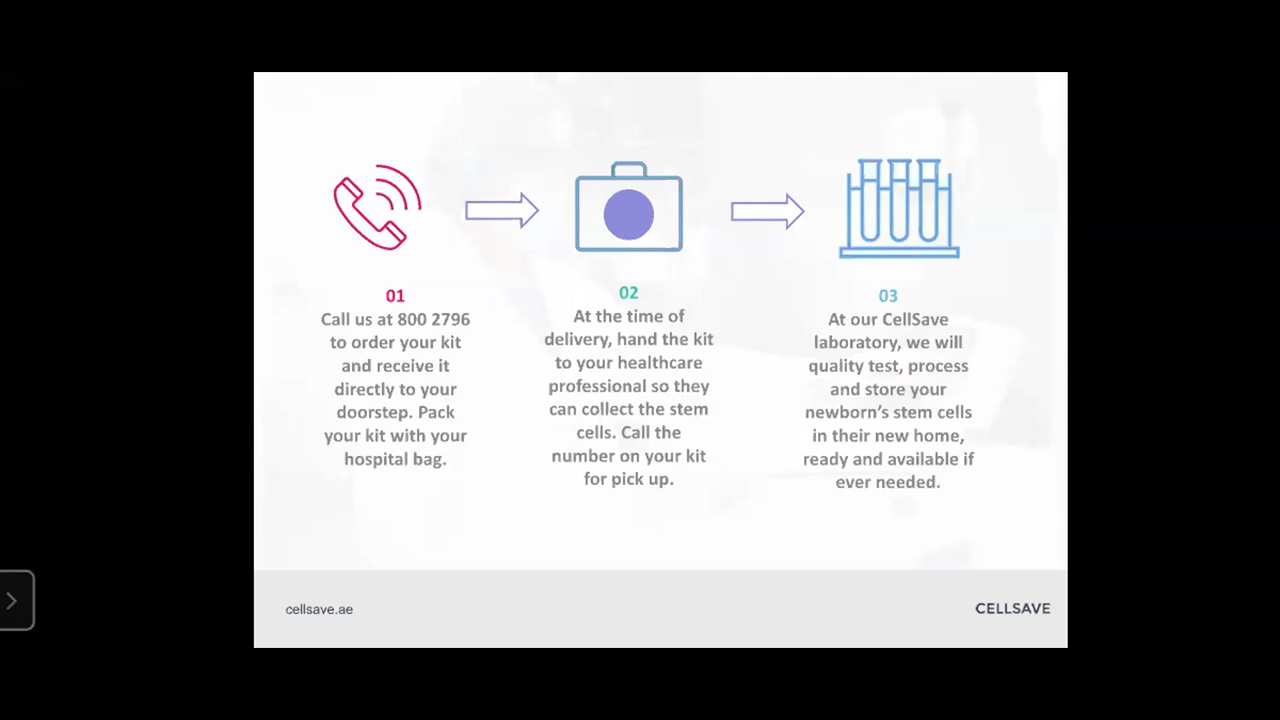 01
Call us at 800 2796
to order your kit
and receive it
directly to your
doorstep. Pack
your kit with your
hospital bag.
02
At the time of
delivery, hand the kit
to your healthcare
professional so they
can collect the stem
cells. Call the
number on your kit
for pick up.
03
At our CellSave
laboratory, we will
quality test, process
and store your
newborn’s stem cells
in their new home,
ready and available if
ever needed.
cellsave.ae
CELLSAVE